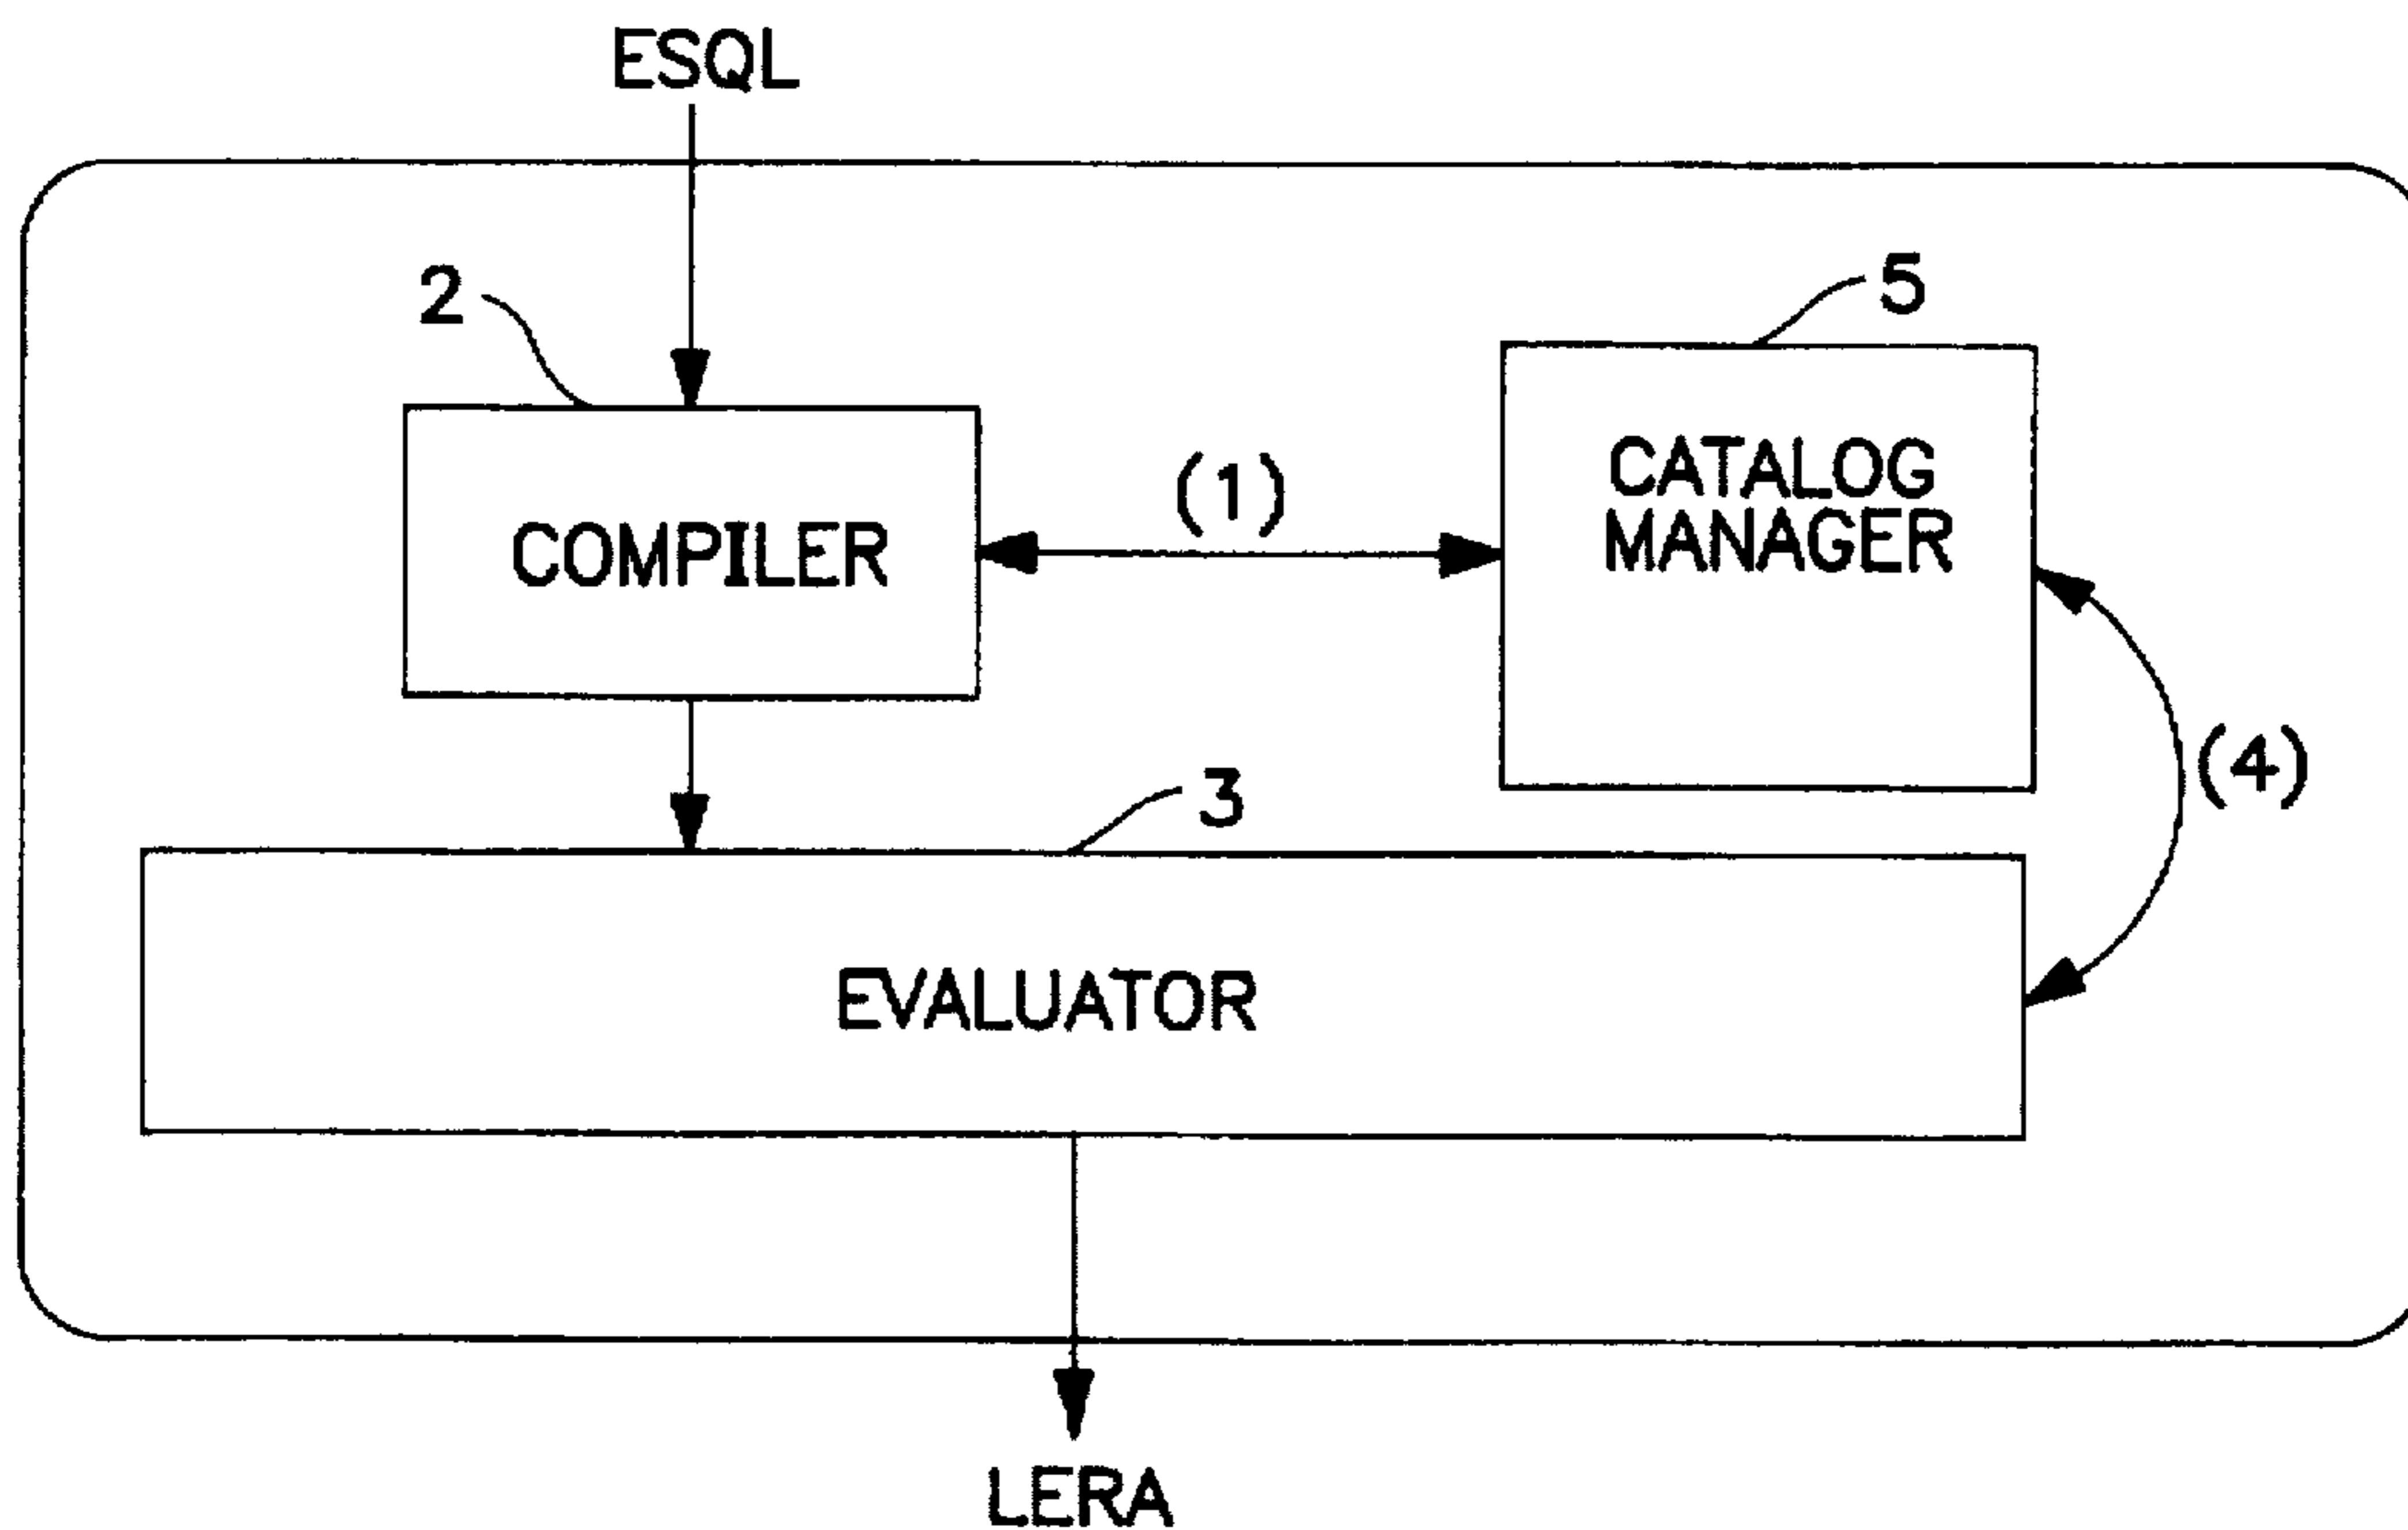 ESQL
2
5
CATALOG
MANAGER
(1)
COMPILER
(4)
3
EVALUATOR
LERA